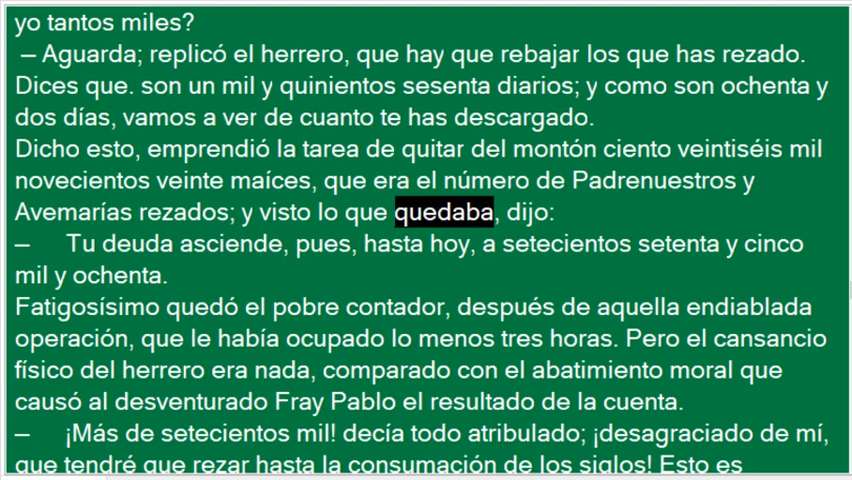 yo tantos miles?
– Aguarda; replicó el herrero, que hay que rebajar los que has rezado.
Dices que. son un mil y quinientos sesenta diarios; y como son ochenta y
dos días, vamos a ver de cuanto te has descargado.
Dicho esto, emprendió la tarea de quitar del montón ciento veintiséis mil
novecientos veinte maíces, que era el número de Padrenuestros y
Avemarías rezados; y visto lo que quedaba, dijo:
– Tu deuda asciende, pues, hasta hoy, a setecientos setenta y cinco
mil y ochenta.
Fatigosísimo quedó el pobre contador, después de aquella endiablada
operación, que le había ocupado lo menos tres horas. Pero el cansancio
físico del herrero era nada, comparado con el abatimiento moral que
causó al desventurado Fray Pablo el resultado de la cuenta.
– ¡Más de setecientos mil! decía todo atribulado; ¡desagraciado de mí,
que tendré que rezar hasta la consumación de los siglos! Esto es